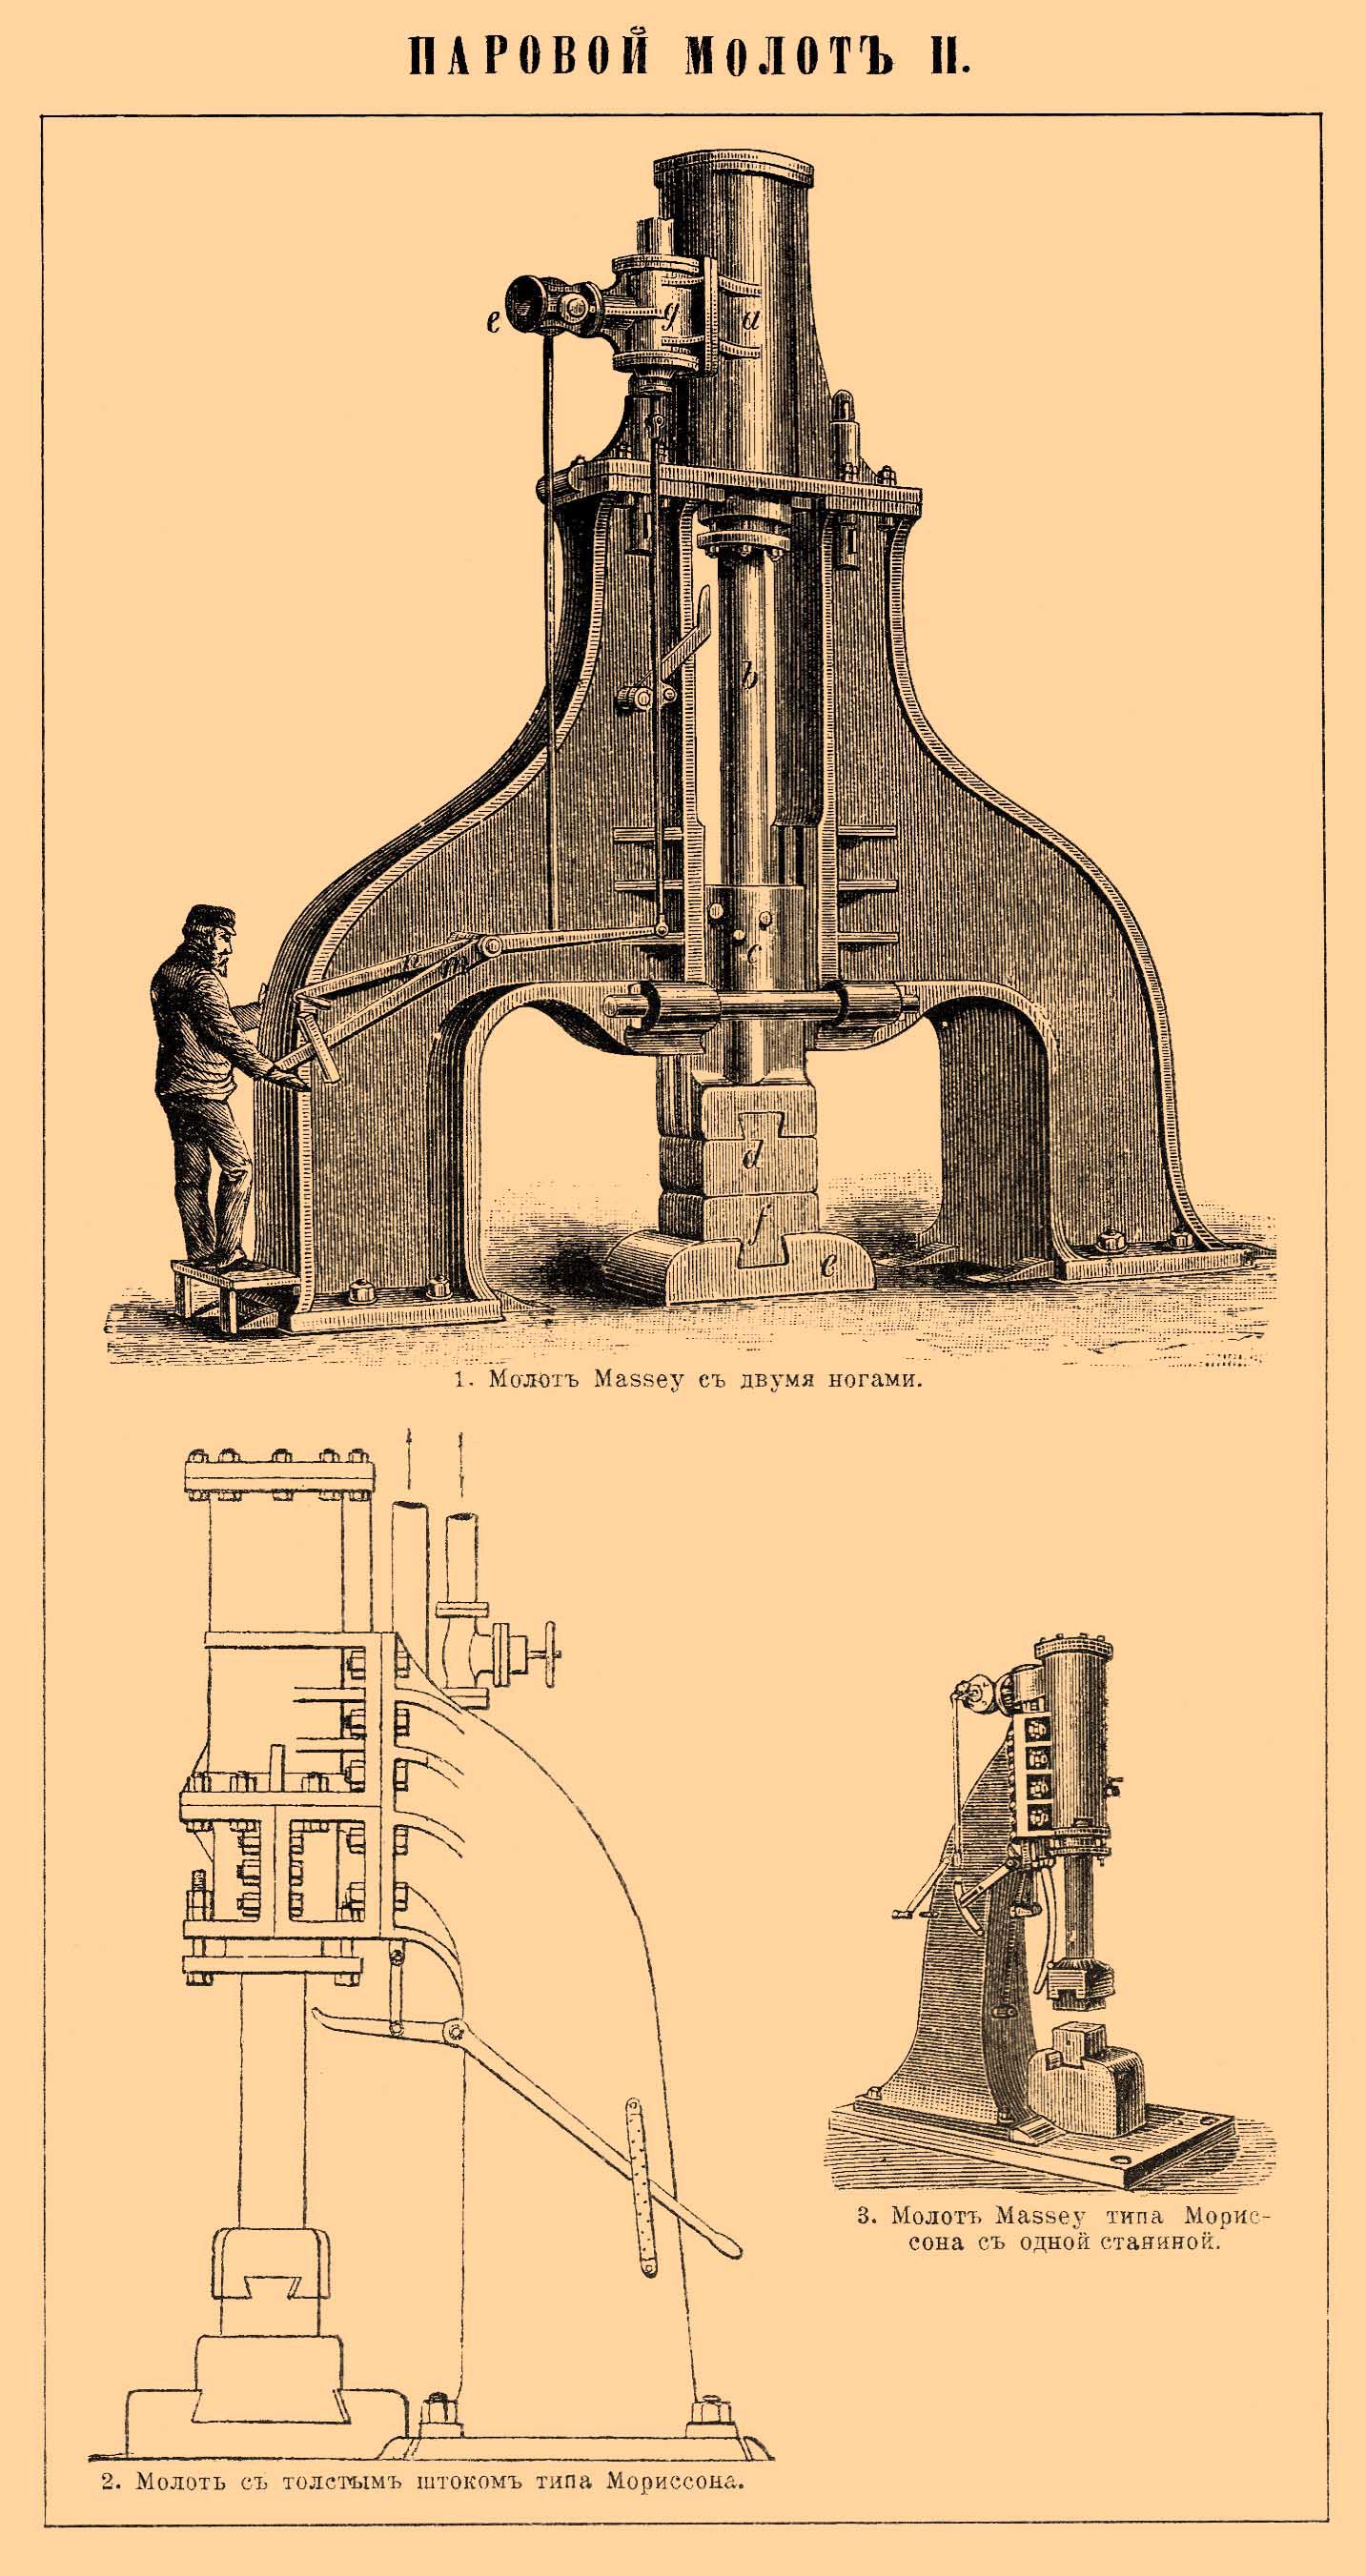 ПАРОВОЙ МОЛОТЪ II.
e
g
a
b
c
n
m
d
f
e
1. Молотъ Massey съ двумя ногами.
3. Молотъ Massey типа Морис-
сона съ одной станиной.
2. Молотъ съ толстымъ штокомъ типа Мориссона.